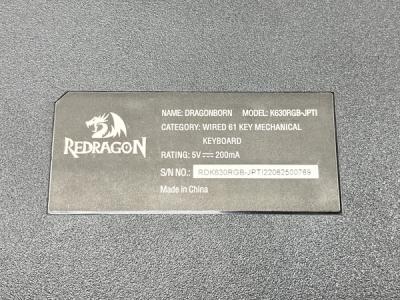 REDRAGON
NAME: DRAGONBORN MODEL: K630RGB-JPTI
CATEGORY: WIRED 61 KEY MECHANICAL
KEYBOARD
RATING: 5V⎓200mA
S/N NO.: RDK630RGB-JPTI22082500769
Made in China